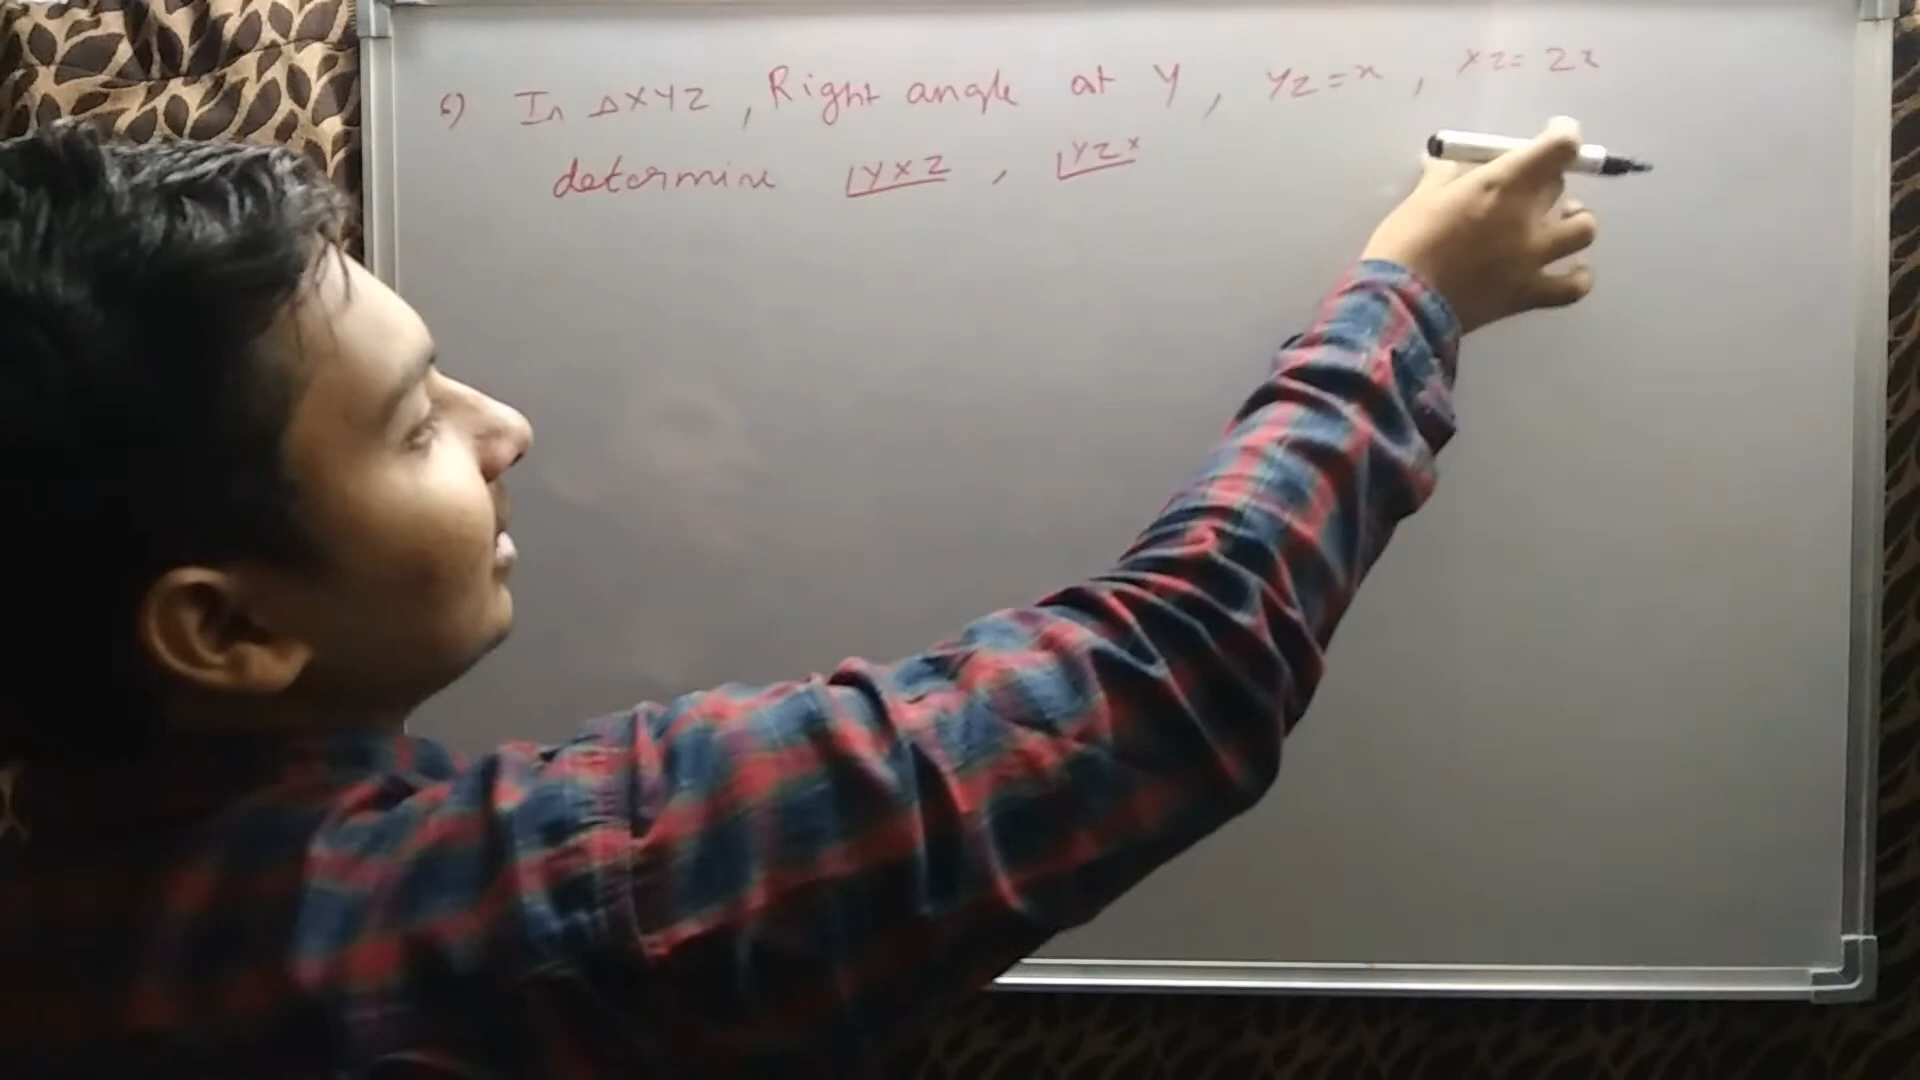 6) In ΔXYZ, Right angle at Y, YZ=x, XZ=2x
determine ∠YXZ, ∠YZX